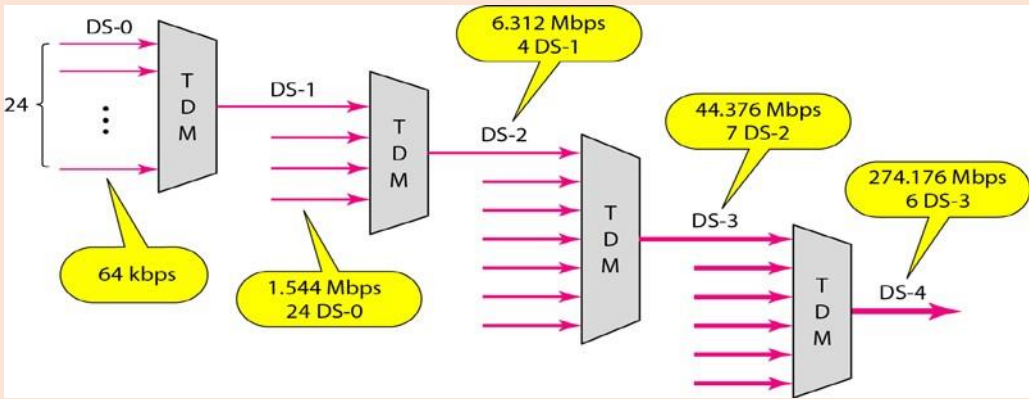 DS-0
24
T
D
M
64 kbps
DS-1
1.544 Mbps
24 DS-0
T
D
M
6.312 Mbps
4 DS-1
DS-2
T
D
M
44.376 Mbps
7 DS-2
DS-3
T
D
M
274.176 Mbps
6 DS-3
DS-4